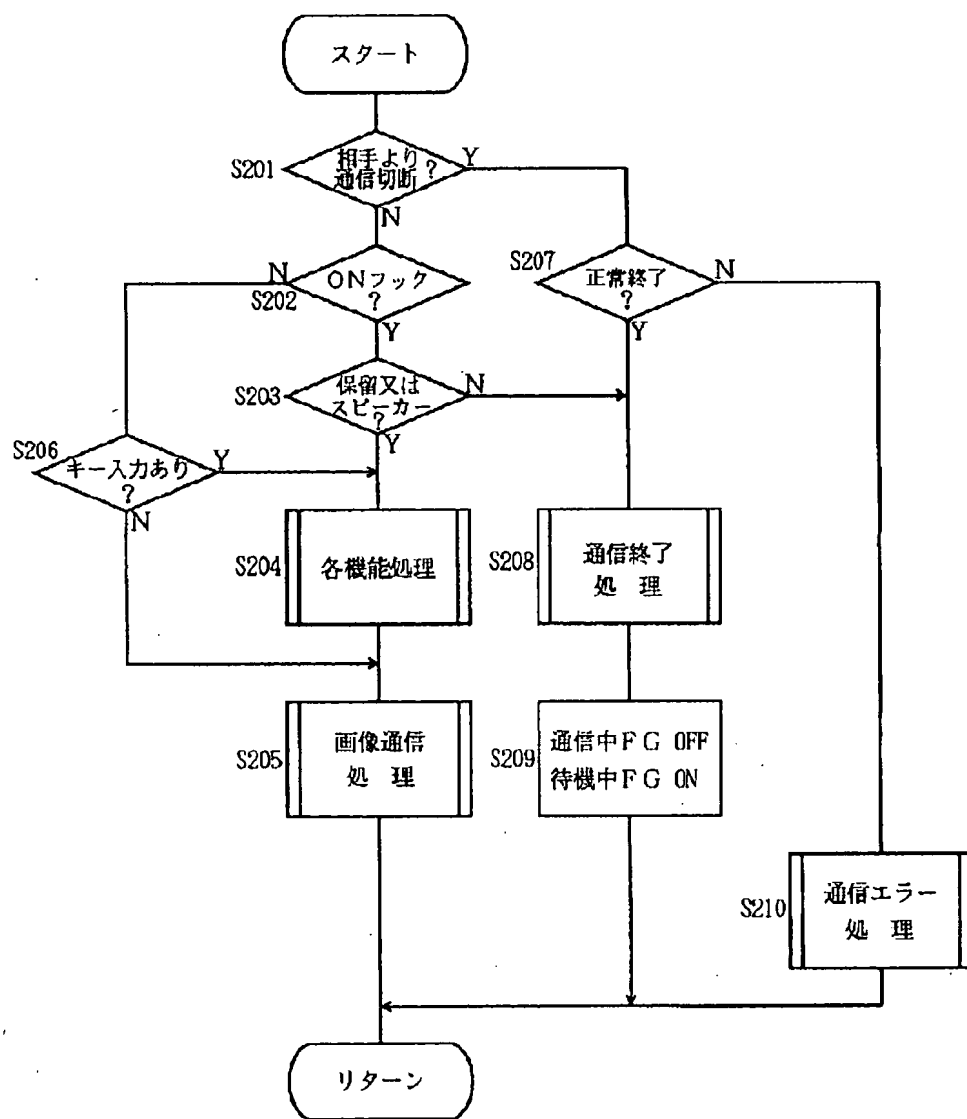 スタート
S201
相手より
通信切断
?
Y
N
S202
ONフック
?
N
Y
S207
正常終了
?
N
Y
S203
保留又は
スピーカー
?
N
Y
S206
キー入力あり
?
Y
N
S204
各機能処理
S208
通信終了
処 理
S205
画像通信
処 理
S209
通信中FG OFF
待機中FG ON
S210
通信エラー
処 理
リターン